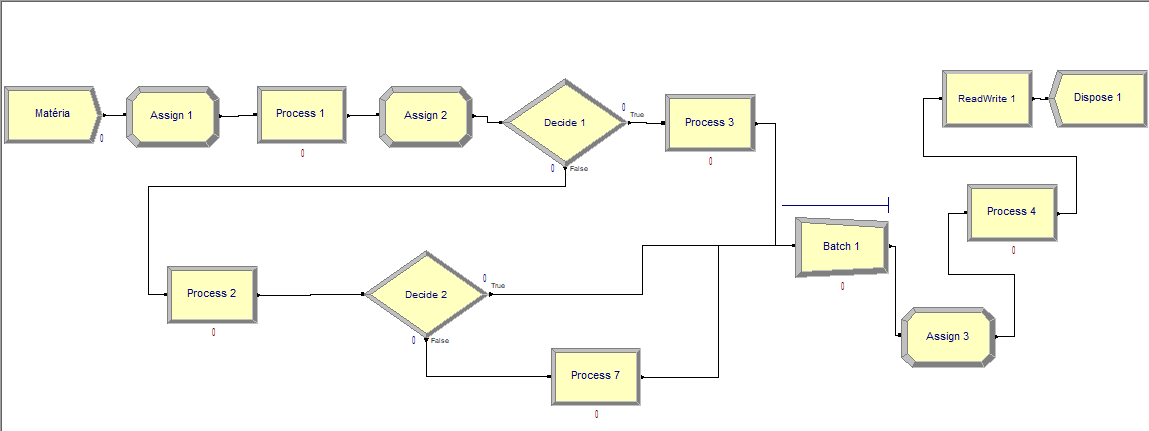 Matéria
0
Assign 1
Process 1
0
Assign 2
Decide 1
0
True
0
False
Process 3
0
ReadWrite 1
Dispose 1
Process 4
0
Batch 1
0
Assign 3
Process 2
0
Decide 2
0
True
0
False
Process 7
0